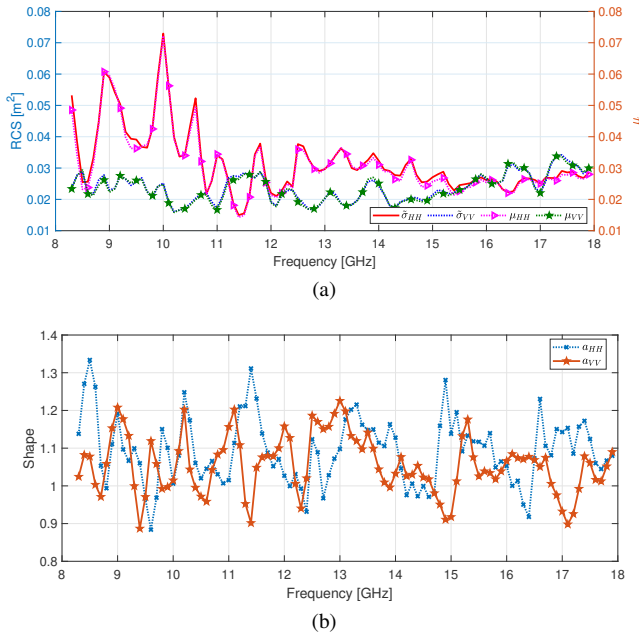 0.08 0.08
0.07 0.07
0.06 0.06
0.05 0.05
RCS [m²] μ
0.04 0.04
0.03 0.03
0.02 0.02
0.01 0.01
σ̃HH σ̃VV μHH μVV
8 9 10 11 12 13 14 15 16 17 18
Frequency [GHz]
(a)
1.4
aHH
aVV
1.3
1.2
1.1
Shape
1
0.9
0.8
8 9 10 11 12 13 14 15 16 17 18
Frequency [GHz]
(b)